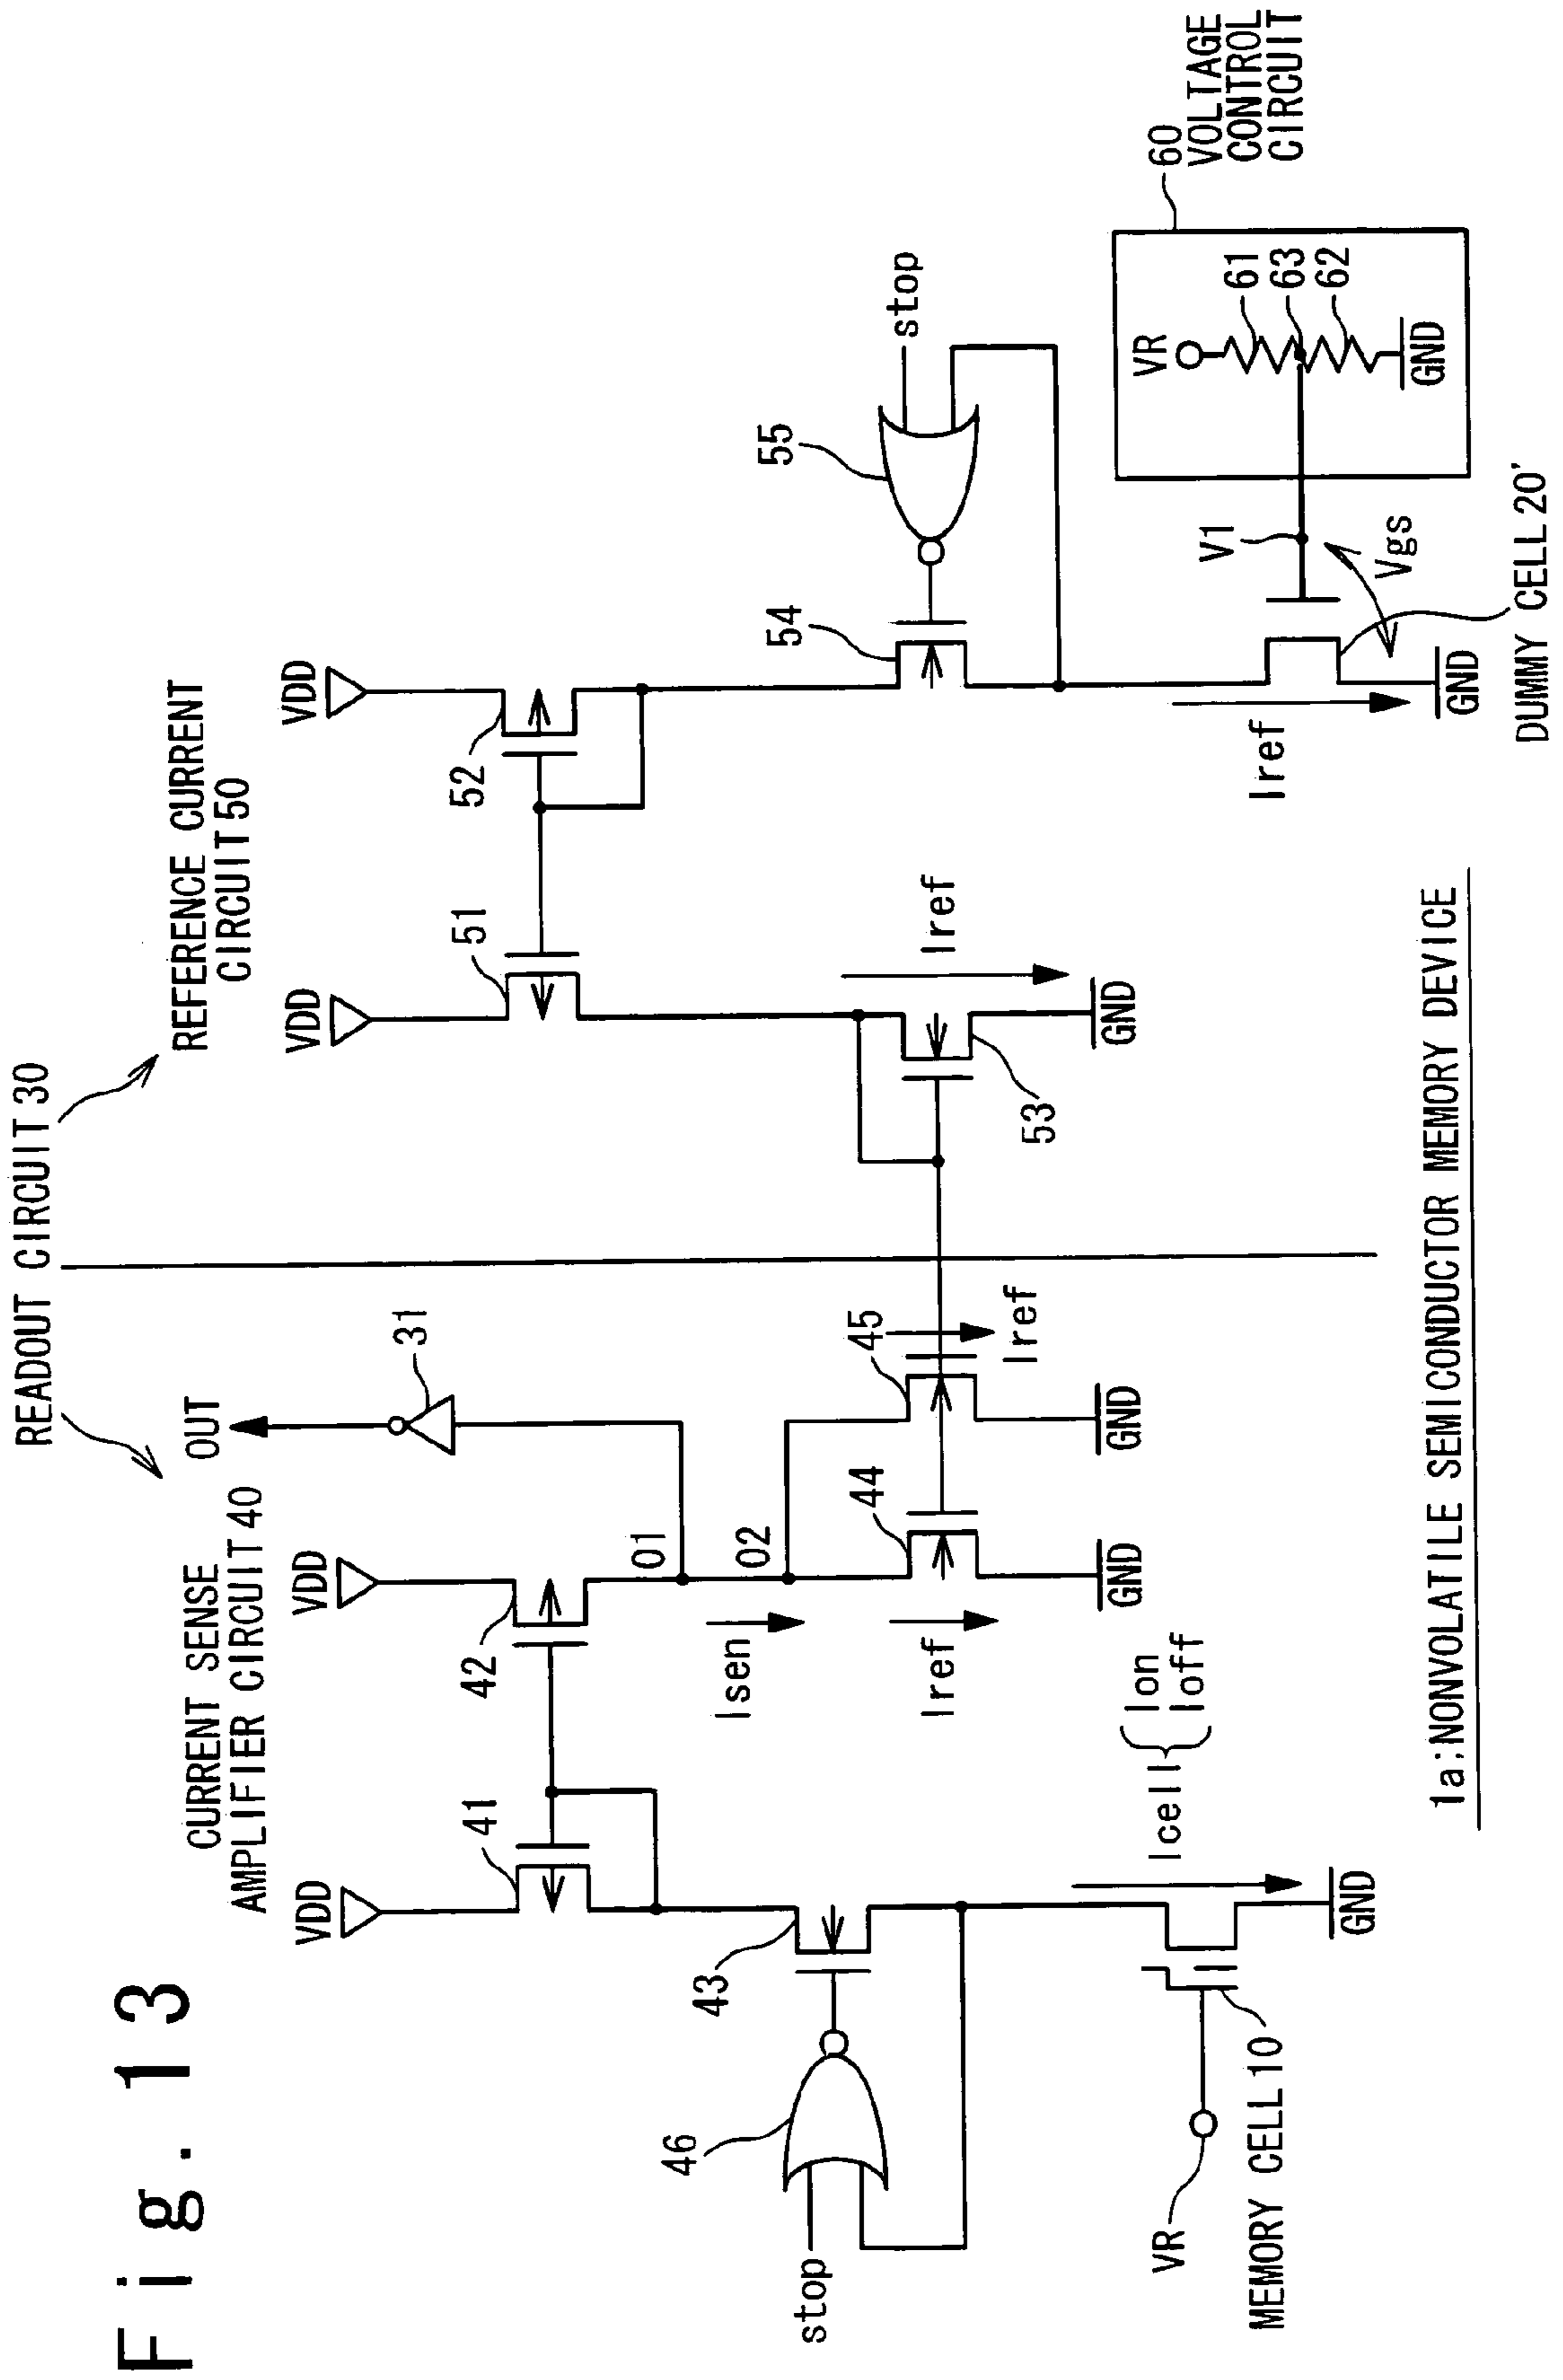 Fig. 13
READOUT CIRCUIT 30
CURRENT SENSE
AMPLIFIER CIRCUIT 40
REFERENCE CURRENT
CIRCUIT 50
OUT
31
VDD
VDD
VDD
VDD
41
42
51
52
O1
O2
Isen
43
46
stop
44
45
Iref
Iref
53
Iref
54
55
stop
Icell
Ion
Ioff
VR
MEMORY CELL 10
GND
GND
GND
GND
Iref
GND
DUMMY CELL 20'
V1
Vgs
60
VOLTAGE
CONTROL
CIRCUIT
VR
61
63
62
GND
1a:NONVOLATILE SEMICONDUCTOR MEMORY DEVICE